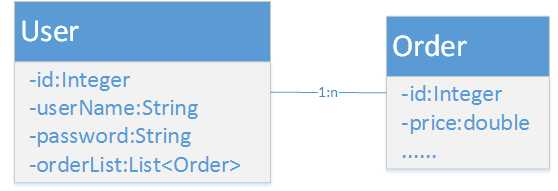 User
-id:Integer
-userName:String
-password:String
-orderList:List<Order>
1:n
Order
-id:Integer
-price:double
......